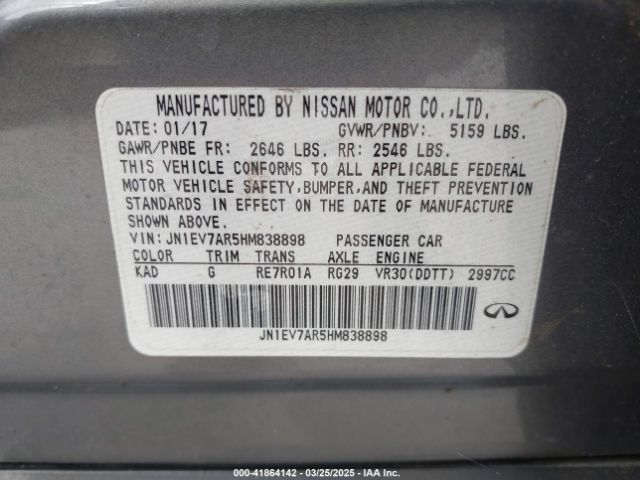 MANUFACTURED BY NISSAN MOTOR CO.,LTD.
DATE: 01/17 GVWR/PNBV: 5159 LBS.
GAWR/PNBE FR: 2646 LBS. RR: 2546 LBS.
THIS VEHICLE CONFORMS TO ALL APPLICABLE FEDERAL
MOTOR VEHICLE SAFETY,BUMPER,AND THEFT PREVENTION
STANDARDS IN EFFECT ON THE DATE OF MANUFACTURE
SHOWN ABOVE.
VIN: JN1EV7AR5HM838898 PASSENGER CAR
COLOR TRIM TRANS AXLE ENGINE
KAD G RE7R01A RG29 VR30(DDTT) 2997CC
JN1EV7AR5HM838898
000-41864142 - 03/25/2025 - IAA